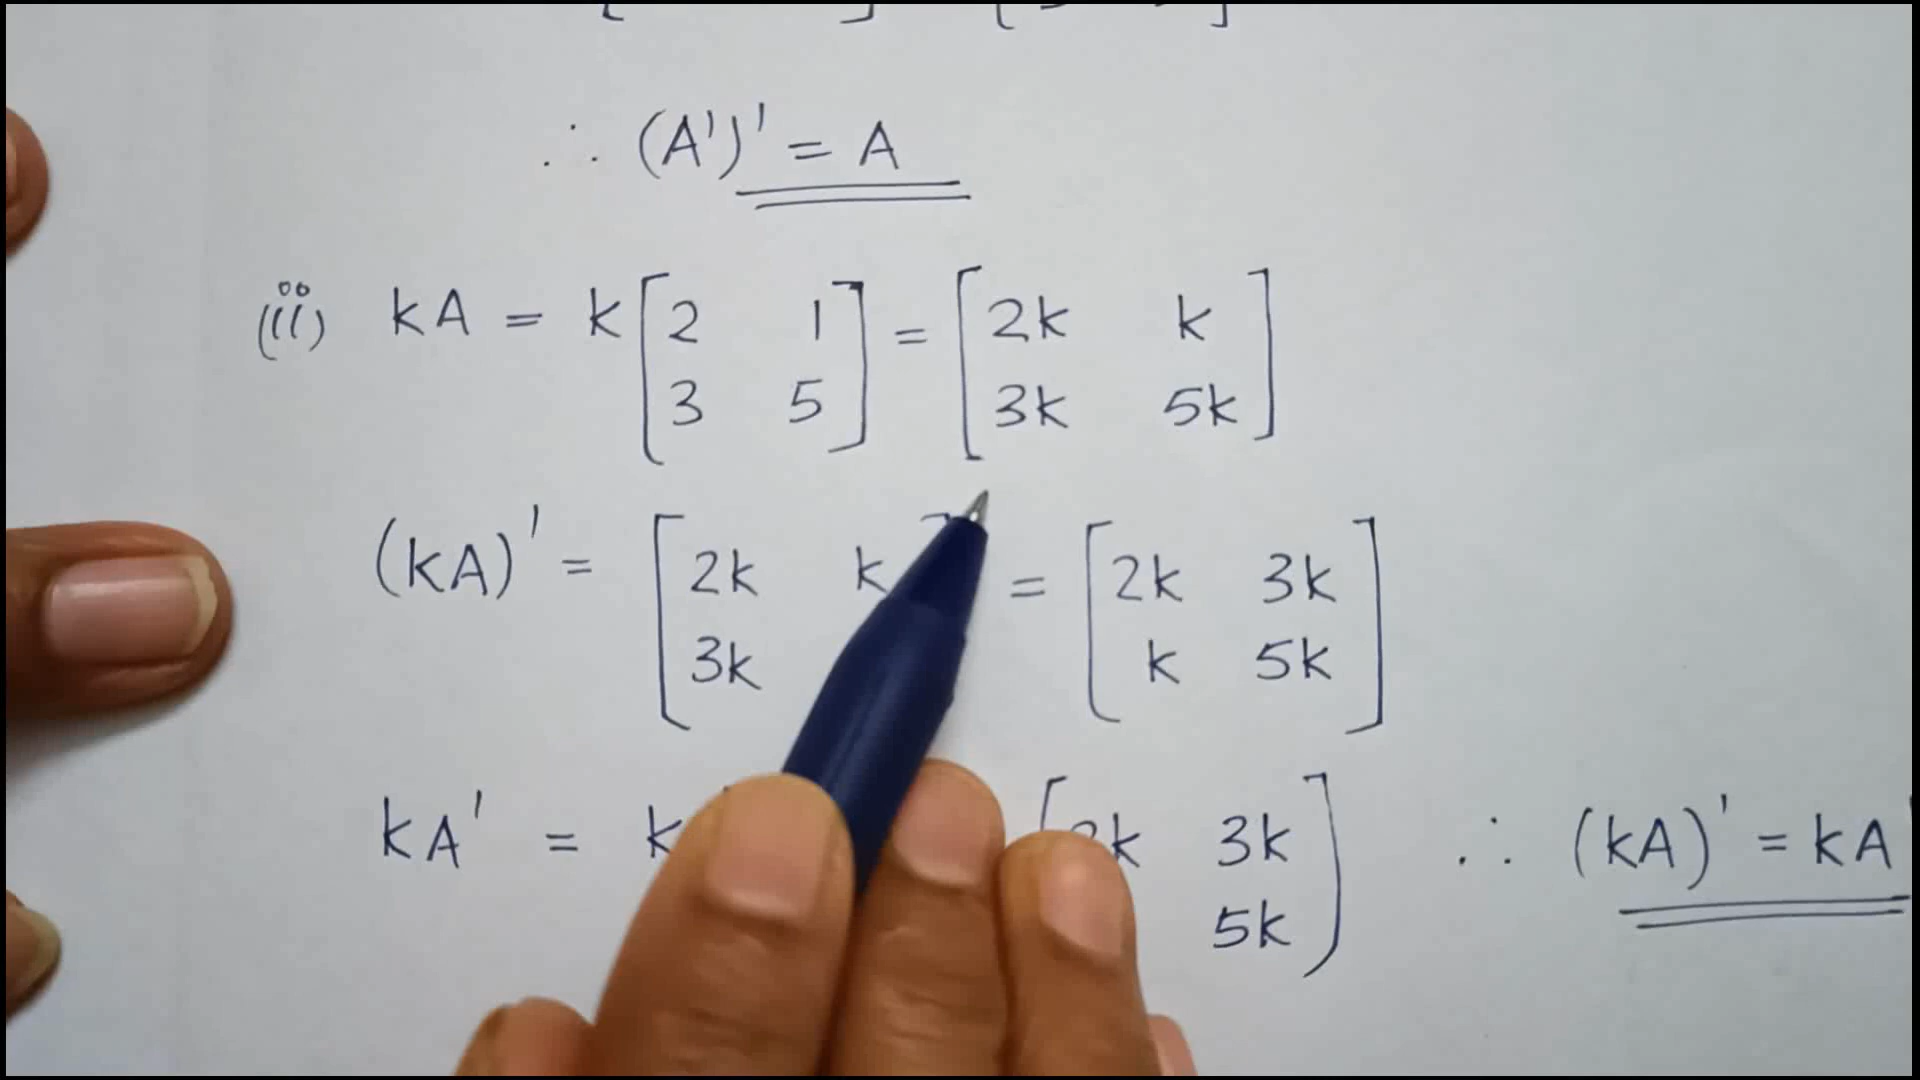 ∴ (A')' = A
(ii) kA = k [2 1 3 5] = [2k k 3k 5k]
(kA)' = [2k k 3k ] = [2k 3k k 5k]
kA' = k [ k 3k 5k] ∴ (kA)' = kA'